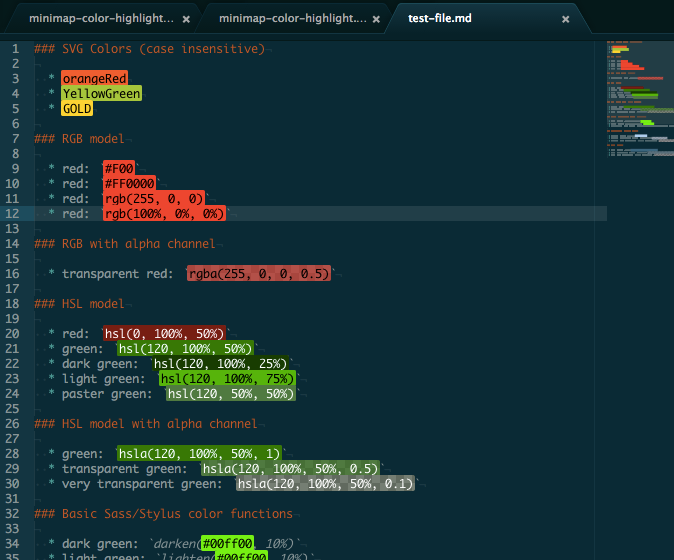 minimap-color-highlight... ×
minimap-color-highlight.... ×
test-file.md ×
1 ### SVG Colors (case insensitive)¬
2 ¬
3 * `orangeRed`¬
4 * `YellowGreen`¬
5 * `GOLD`¬
6 ¬
7 ### RGB model¬
8 ¬
9 * red: `#F00`¬
10 * red: `#FF0000`¬
11 * red: `rgb(255, 0, 0)`¬
12 * red: `rgb(100%, 0%, 0%)`¬
13 ¬
14 ### RGB with alpha channel¬
15 ¬
16 * transparent red: `rgba(255, 0, 0, 0.5)`¬
17 ¬
18 ### HSL model¬
19 ¬
20 * red: `hsl(0, 100%, 50%)`¬
21 * green: `hsl(120, 100%, 50%)`¬
22 * dark green: `hsl(120, 100%, 25%)`¬
23 * light green: `hsl(120, 100%, 75%)`¬
24 * paster green: `hsl(120, 50%, 50%)`¬
25 ¬
26 ### HSL model with alpha channel¬
27 ¬
28 * green: `hsla(120, 100%, 50%, 1)`¬
29 * transparent green: `hsla(120, 100%, 50%, 0.5)`¬
30 * very transparent green: `hsla(120, 100%, 50%, 0.1)`¬
31 ¬
32 ### Basic Sass/Stylus color functions¬
33 ¬
34 * dark green: `darken(#00ff00, 10%)`¬
35 * light green: `lighten(#00ff00, 10%)`¬